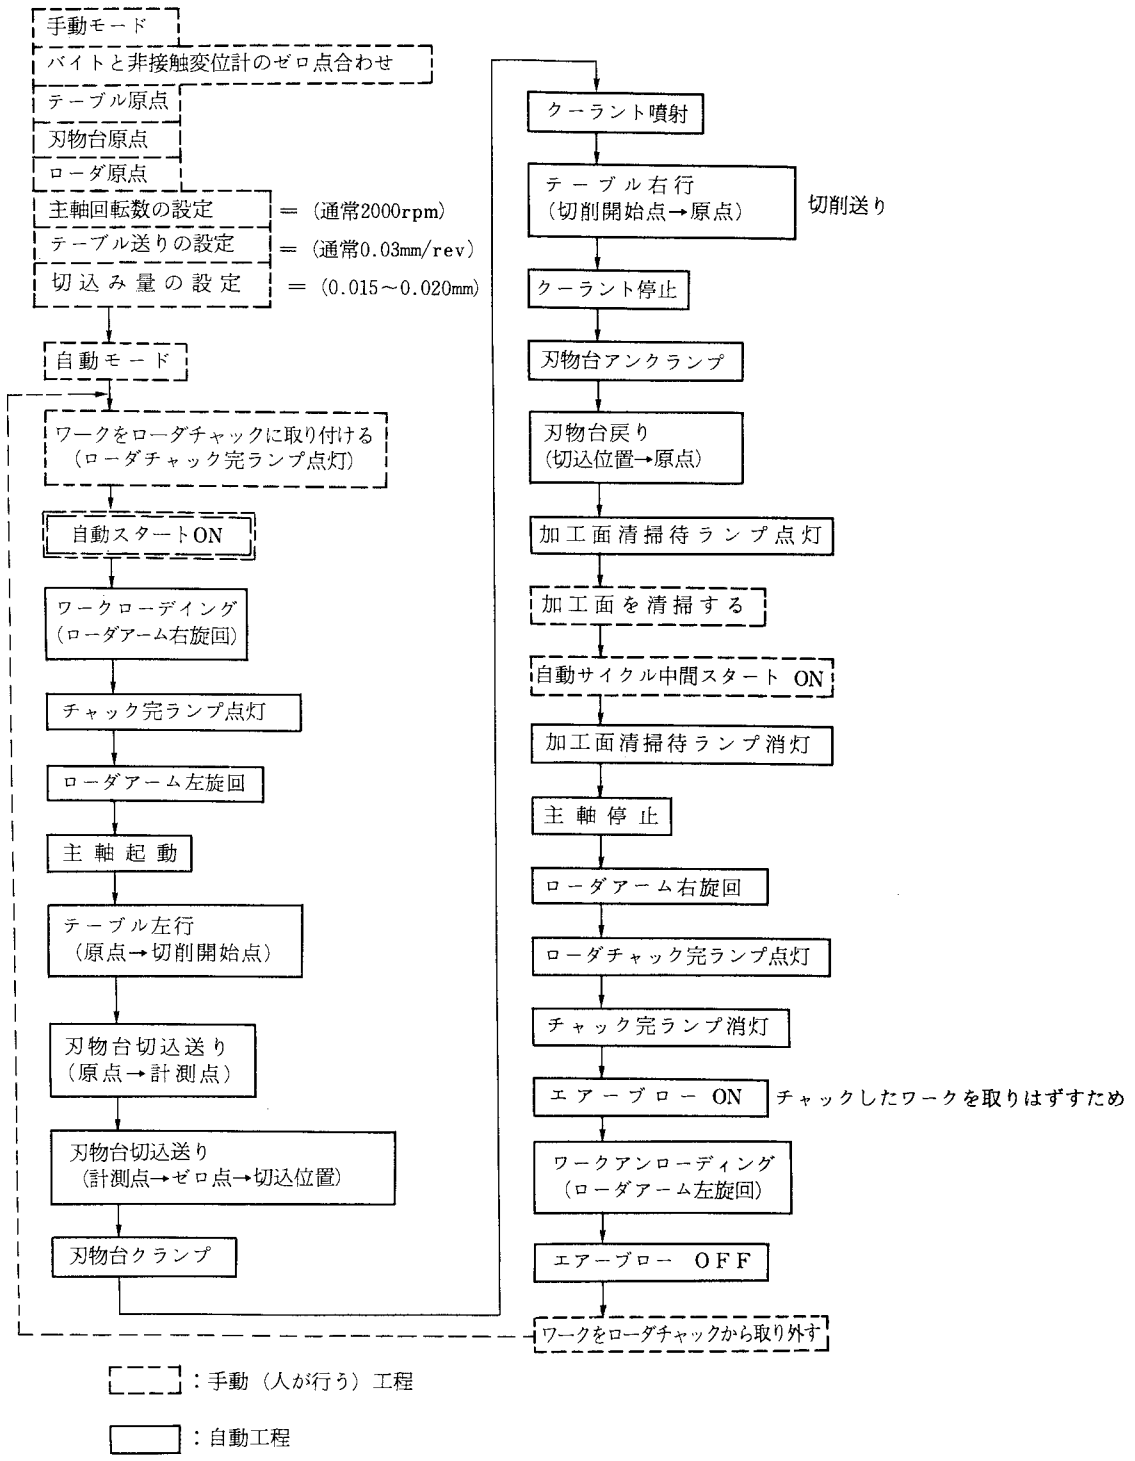 手動モード
バイトと非接触変位計のゼロ点合わせ
テーブル原点
刃物台原点
ローダ原点
主軸回転数の設定 = (通常2000rpm)
テーブル送りの設定 = (通常0.03mm/rev)
切込み量の設定 = (0.015～0.020mm)
自動モード
ワークをローダチャックに取り付ける
(ローダチャック完ランプ点灯)
自動スタートON
ワークローデイング
(ローダアーム右旋回)
チャック完ランプ点灯
ローダアーム左旋回
主軸起動
テーブル左行
(原点→切削開始点)
刃物台切込送り
(原点→計測点)
刃物台切込送り
(計測点→ゼロ点→切込位置)
刃物台クランプ
クーラント噴射
テーブル右行
(切削開始点→原点)
切削送り
クーラント停止
刃物台アンクランプ
刃物台戻り
(切込位置→原点)
加工面清掃待ランプ点灯
加工面を清掃する
自動サイクル中間スタート ON
加工面清掃待ランプ消灯
主軸停止
ローダアーム右旋回
ローダチャック完ランプ点灯
チャック完ランプ消灯
エアーブロー ON チャックしたワークを取りはずすため
ワークアンローディング
(ローダアーム左旋回)
エアーブロー OFF
ワークをローダチャックから取り外す
：手動（人が行う）工程
：自動工程